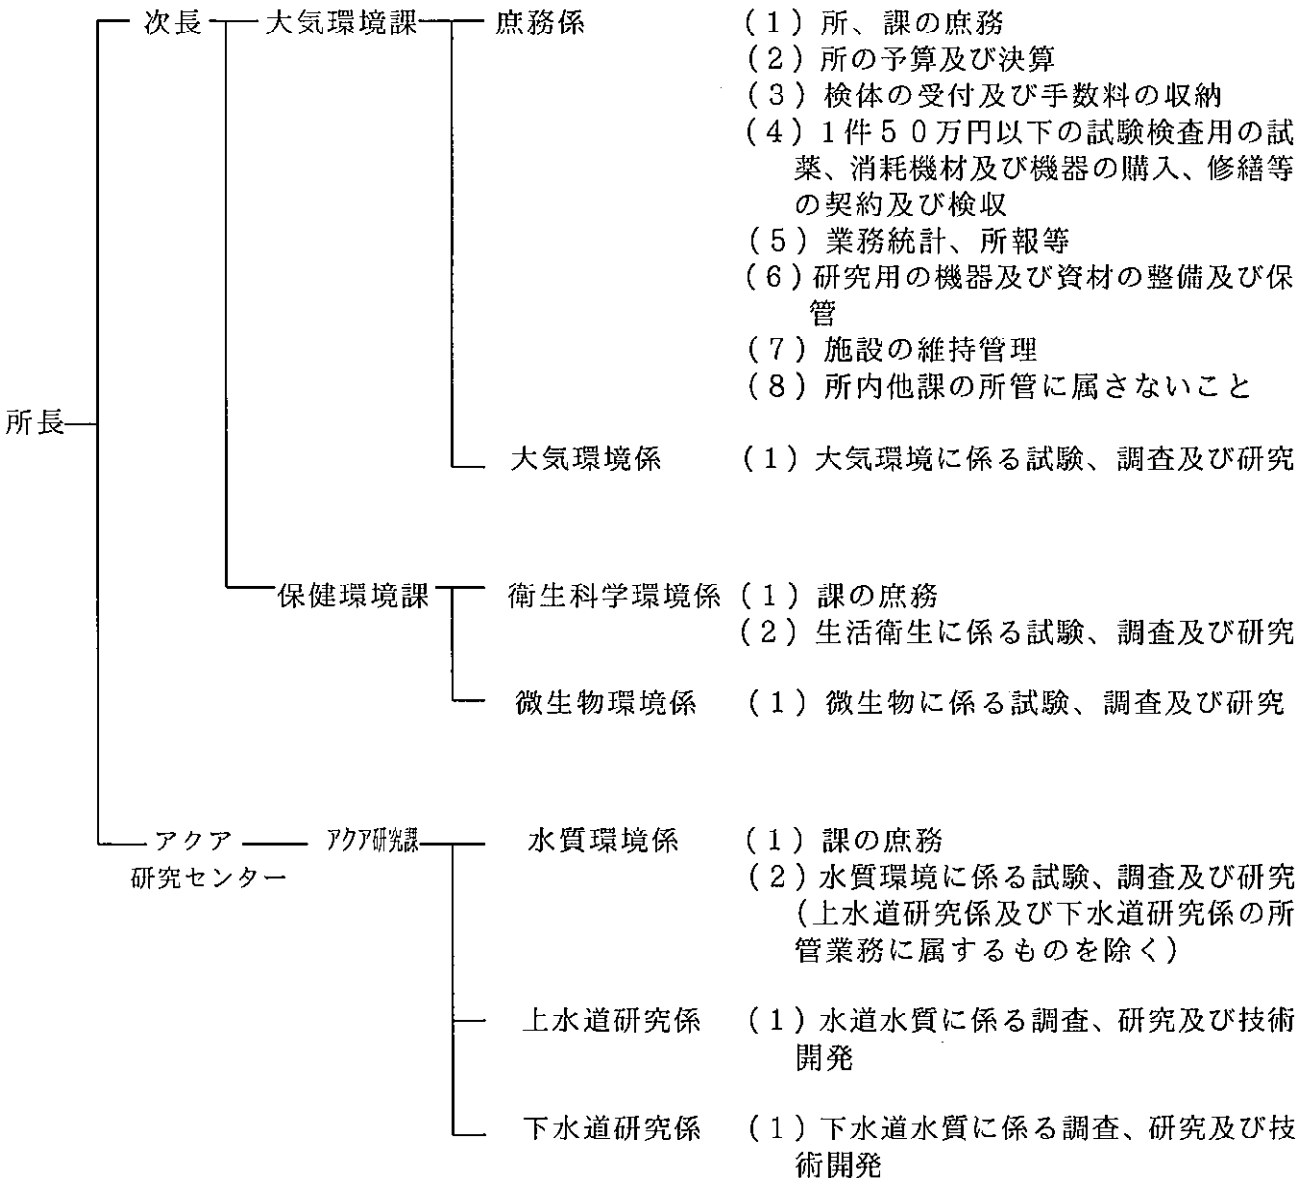 次長 大気環境課 庶務係 (1) 所、課の庶務
(2) 所の予算及び決算
(3) 検体の受付及び手数料の収納
(4) 1件50万円以下の試験検査用の試
薬、消耗機材及び機器の購入、修繕等
の契約及び検収
(5) 業務統計、所報等
(6) 研究用の機器及び資材の整備及び保
管
(7) 施設の維持管理
(8) 所内他課の所管に属さないこと
所長
大気環境係 (1) 大気環境に係る試験、調査及び研究
保健環境課 衛生科学環境係 (1) 課の庶務
(2) 生活衛生に係る試験、調査及び研究
微生物環境係 (1) 微生物に係る試験、調査及び研究
アクア アクア研究課 水質環境係 (1) 課の庶務
研究センター (2) 水質環境に係る試験、調査及び研究
(上水道研究係及び下水道研究係の所
管業務に属するものを除く)
上水道研究係 (1) 水道水質に係る調査、研究及び技術
開発
下水道研究係 (1) 下水道水質に係る調査、研究及び技
術開発